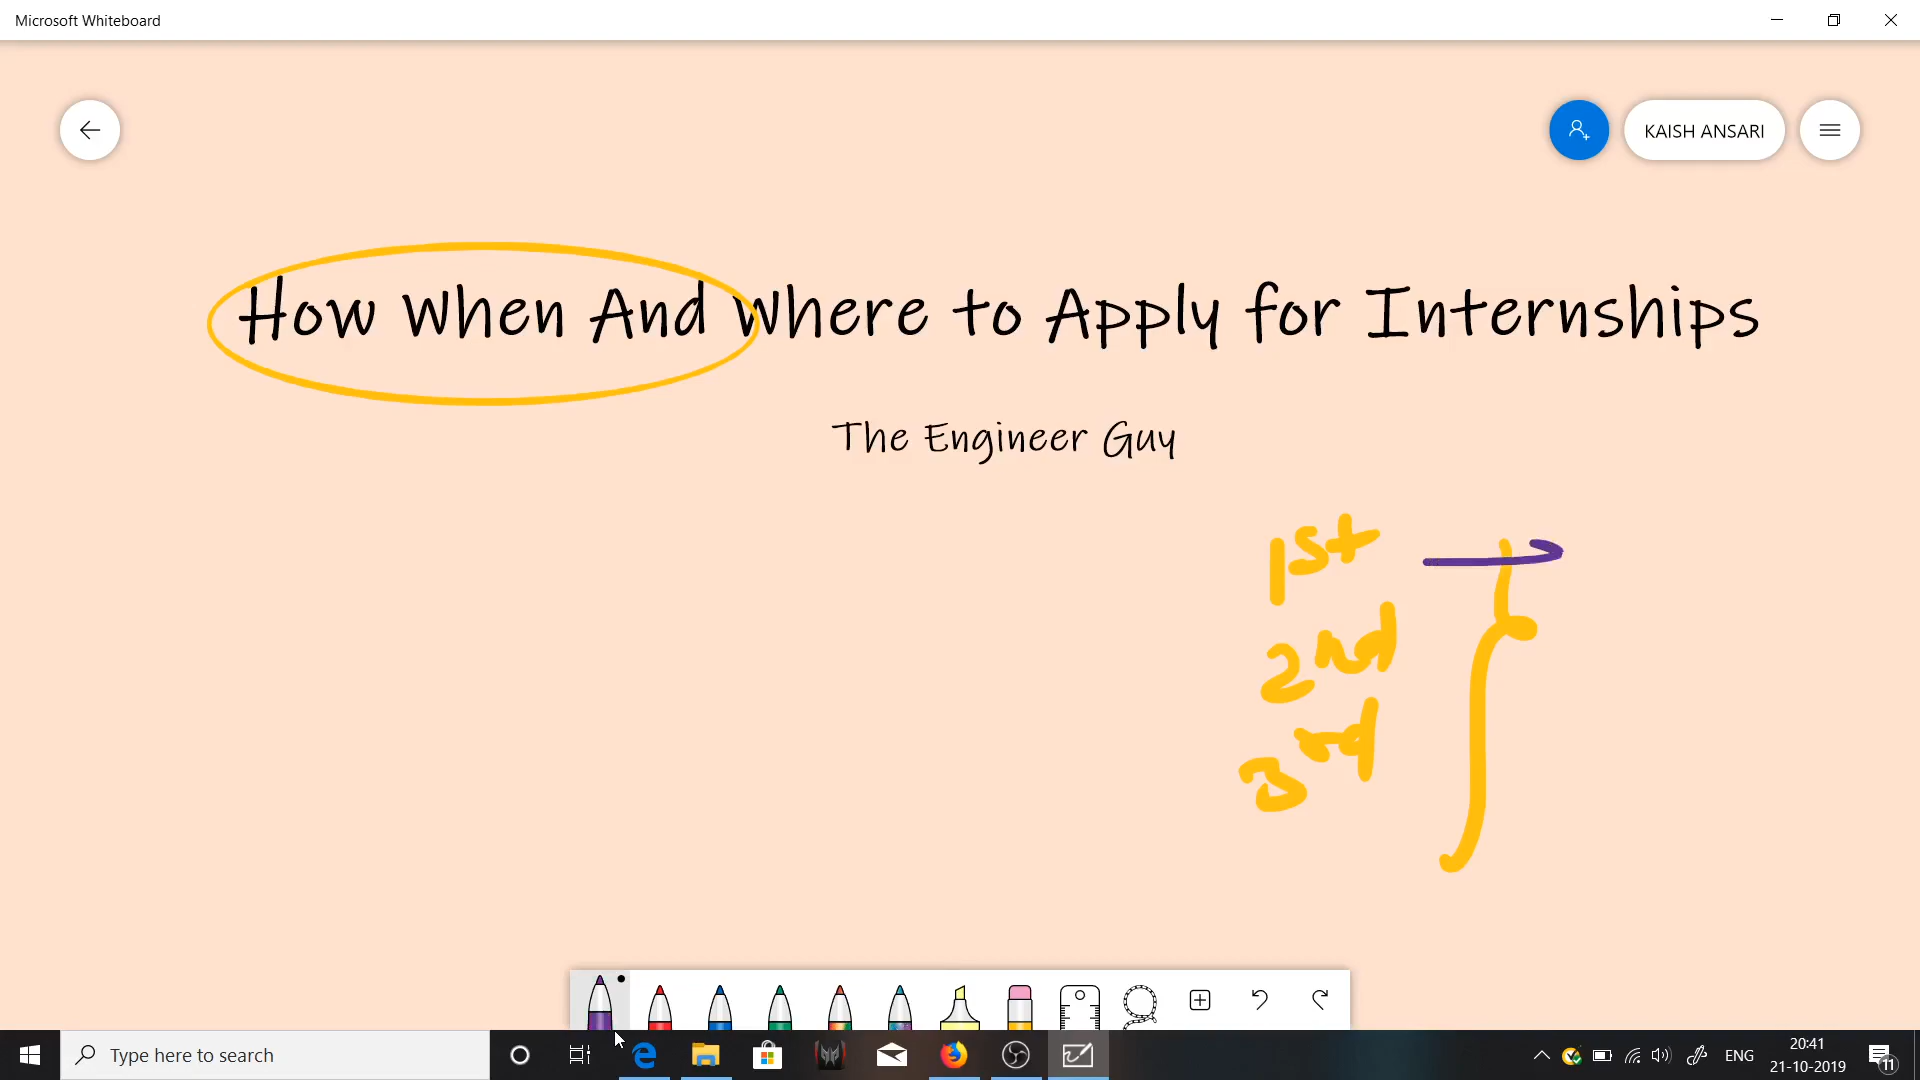 Microsoft Whiteboard
KAISH ANSARI
How When And Where to Apply for Internships
The Engineer Guy
1st
2nd
3rd
Type here to search
ENG
20:41
21-10-2019
11